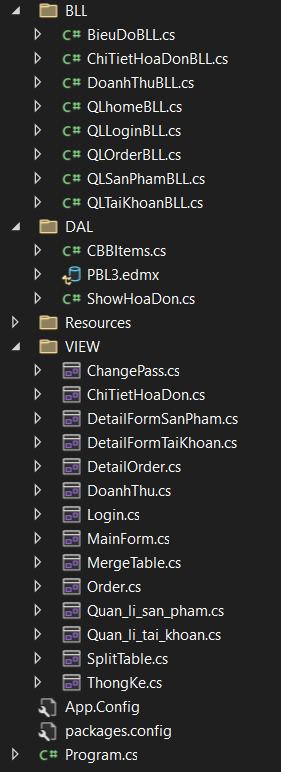 BLL
BieuDoBLL.cs
ChiTietHoaDonBLL.cs
DoanhThuBLL.cs
QLhomeBLL.cs
QLLoginBLL.cs
QLOrderBLL.cs
QLSanPhamBLL.cs
QLTaiKhoanBLL.cs
DAL
CBBItems.cs
PBL3.edmx
ShowHoaDon.cs
Resources
VIEW
ChangePass.cs
ChiTietHoaDon.cs
DetailFormSanPham.cs
DetailFormTaiKhoan.cs
DetailOrder.cs
DoanhThu.cs
Login.cs
MainForm.cs
MergeTable.cs
Order.cs
Quan_li_san_pham.cs
Quan_li_tai_khoan.cs
SplitTable.cs
ThongKe.cs
App.Config
packages.config
C# Program.cs